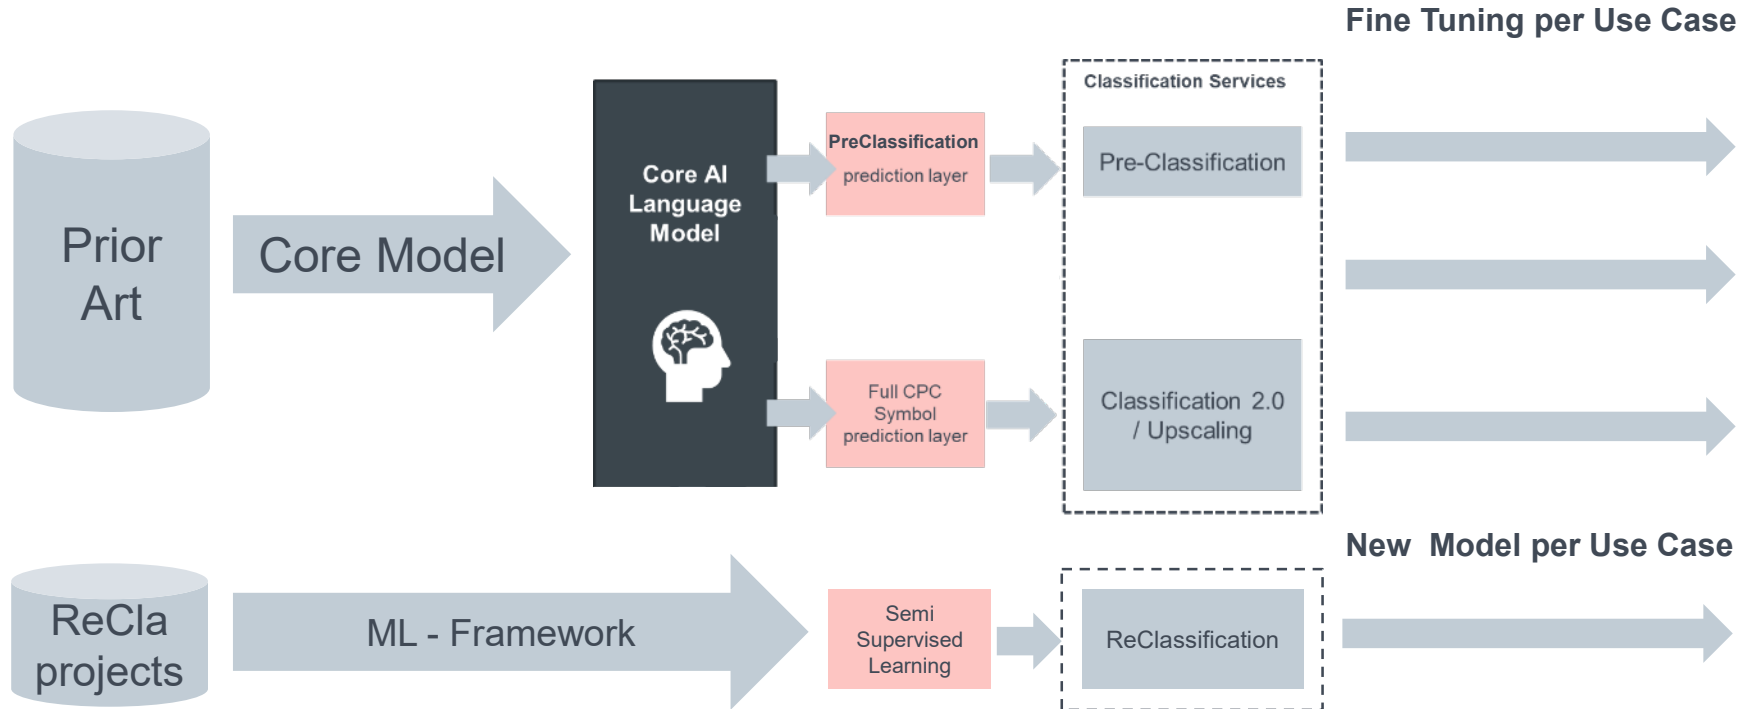 Fine Tuning per Use Case
Classification Services
Prior
Art
Core Model
Core AI
Language
Model
PreClassification
prediction layer
Pre-Classification
Full CPC
Symbol
prediction layer
Classification 2.0
/ Upscaling
New Model per Use Case
ReCla
projects
ML - Framework
Semi
Supervised
Learning
ReClassification